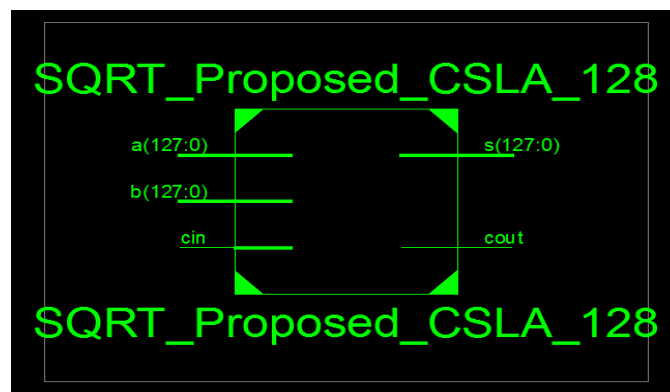 SQRT_Proposed_CSLA_128
a(127:0)
s(127:0)
b(127:0)
cin
cout
SQRT_Proposed_CSLA_128